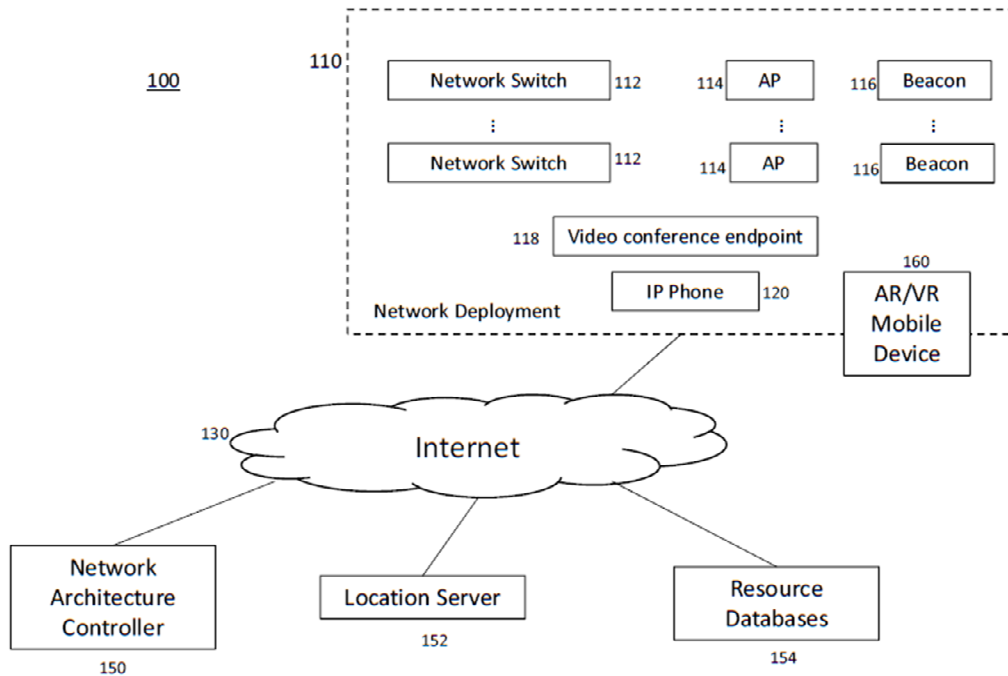 100
110
Network Switch 112
114 AP
116 Beacon
⋮ ⋮ ⋮
Network Switch 112
114 AP
116 Beacon
118 Video conference endpoint
IP Phone 120
160
AR/VR
Mobile
Device
Network Deployment
130
Internet
Network
Architecture
Controller
150
Location Server
152
Resource
Databases
154